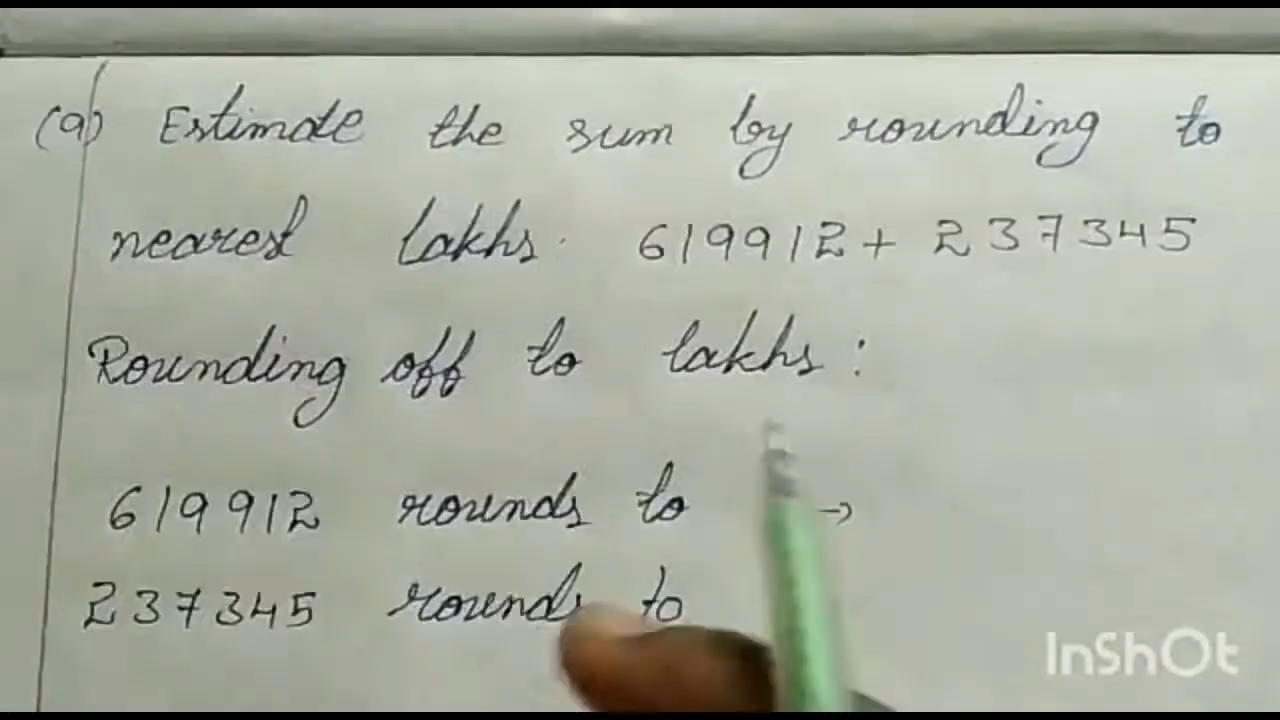 (a) Estimate the sum by rounding to
nearest lakhs. 619912 + 237345
Rounding off to lakhs :
619912 rounds to →
237345 rounds to
InShOt